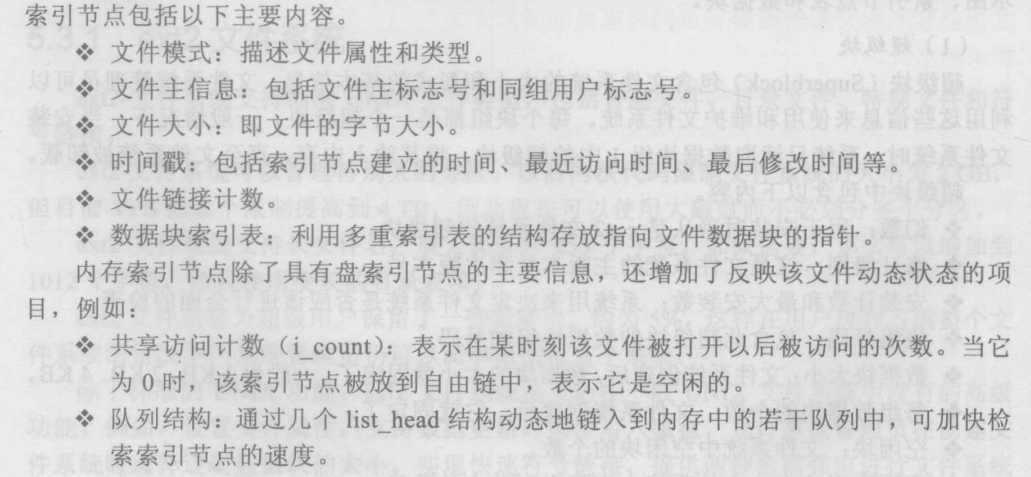 索引节点包括以下主要内容。
❖ 文件模式：描述文件属性和类型。
❖ 文件主信息：包括文件主标识号和同组用户标志号。
❖ 文件大小：即文件的字节大小。
❖ 时间戳：包括索引节点建立的时间、最近访问时间、最后修改时间等。
❖ 文件链接计数。
❖ 数据块索引表：利用多重索引表的结构存放指向文件数据块的指针。
内存索引节点除了具有盘索引节点的主要信息，还增加了反映该文件动态状态的项
目，例如：
❖ 共享访问计数（i_count）：表示在某时刻该文件被打开以后被访问的次数。当它
为 0 时，该索引节点被放到自由链中，表示它是空闲的。
❖ 队列结构：通过几个 list_head 结构动态地链入到内存中的若干队列中，可加快检
索索引节点的速度。